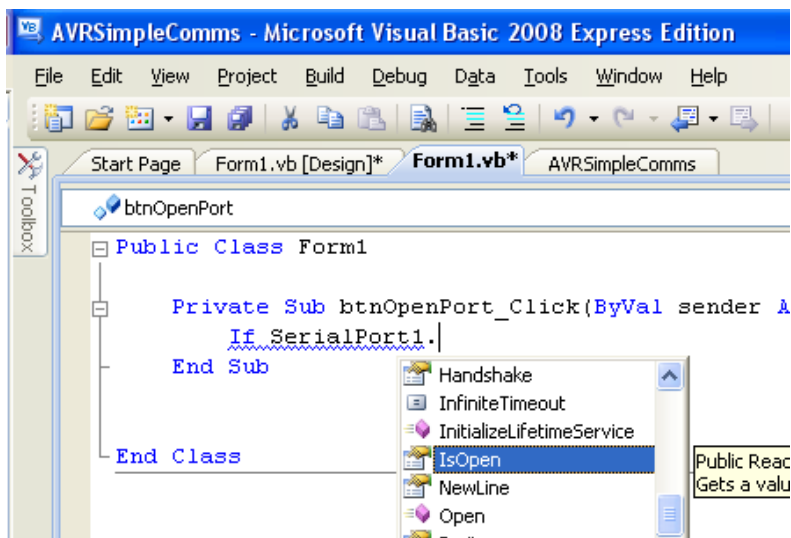 AVRSimpleComms - Microsoft Visual Basic 2008 Express Edition
File Edit View Project Build Debug Data Tools Window Help
Toolbox
Start Page Form1.vb [Design]* Form1.vb* AVRSimpleComms
btnOpenPort
Public Class Form1
Private Sub btnOpenPort_Click(ByVal sender A
If SerialPort1.
End Sub
Handshake
InfiniteTimeout
InitializeLifetimeService
End Class
IsOpen
Public Read
NewLine
Gets a valu
Open